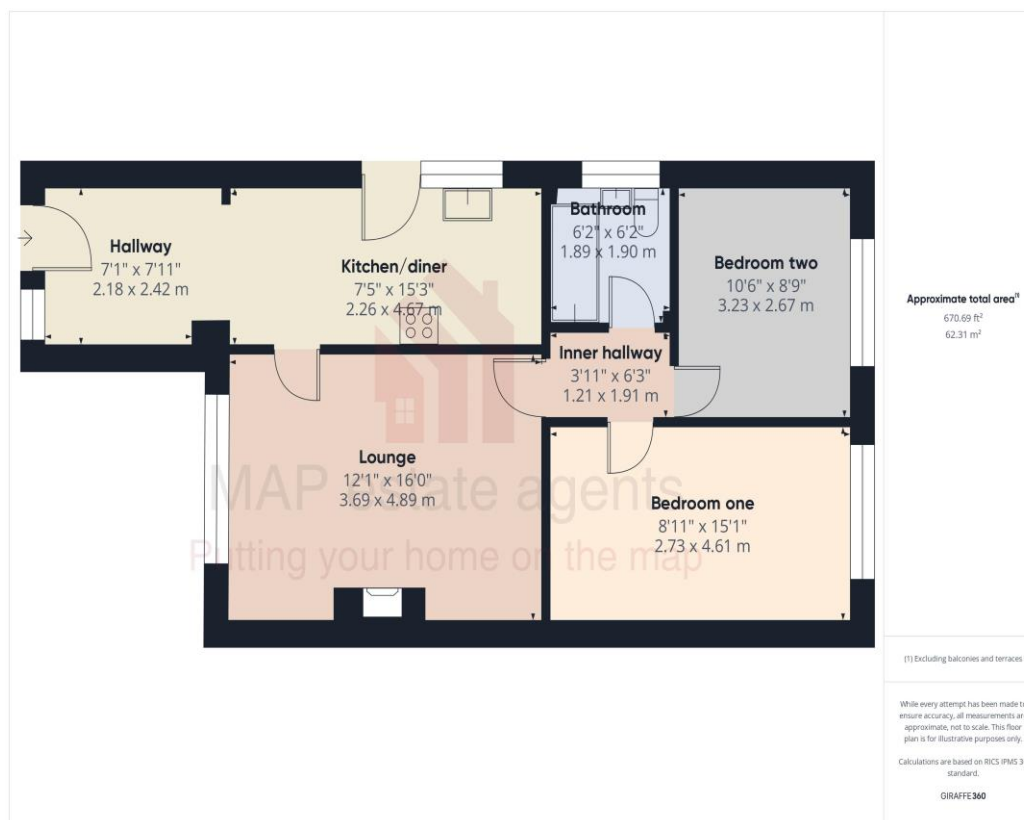 Hallway
7'1" x 7'11"
2.18 x 2.42 m
Kitchen/diner
7'5" x 15'3"
2.26 x 4.67 m
Bathroom
6'2" x 6'2"
1.89 x 1.90 m
Bedroom two
10'6" x 8'9"
3.23 x 2.67 m
Inner hallway
3'11" x 6'3"
1.21 x 1.91 m
Lounge
12'1" x 16'0"
3.69 x 4.89 m
Bedroom one
8'11" x 15'1"
2.73 x 4.61 m
MAP estate agents
Putting your home on the map
Approximate total area(1)
670.69 ft²
62.31 m²
(1) Excluding balconies and terraces
While every attempt has been made to
ensure accuracy, all measurements are
approximate, not to scale. This floor
plan is for illustrative purposes only.
Calculations are based on RICS IPMS 3C
standard.
GIRAFFE360